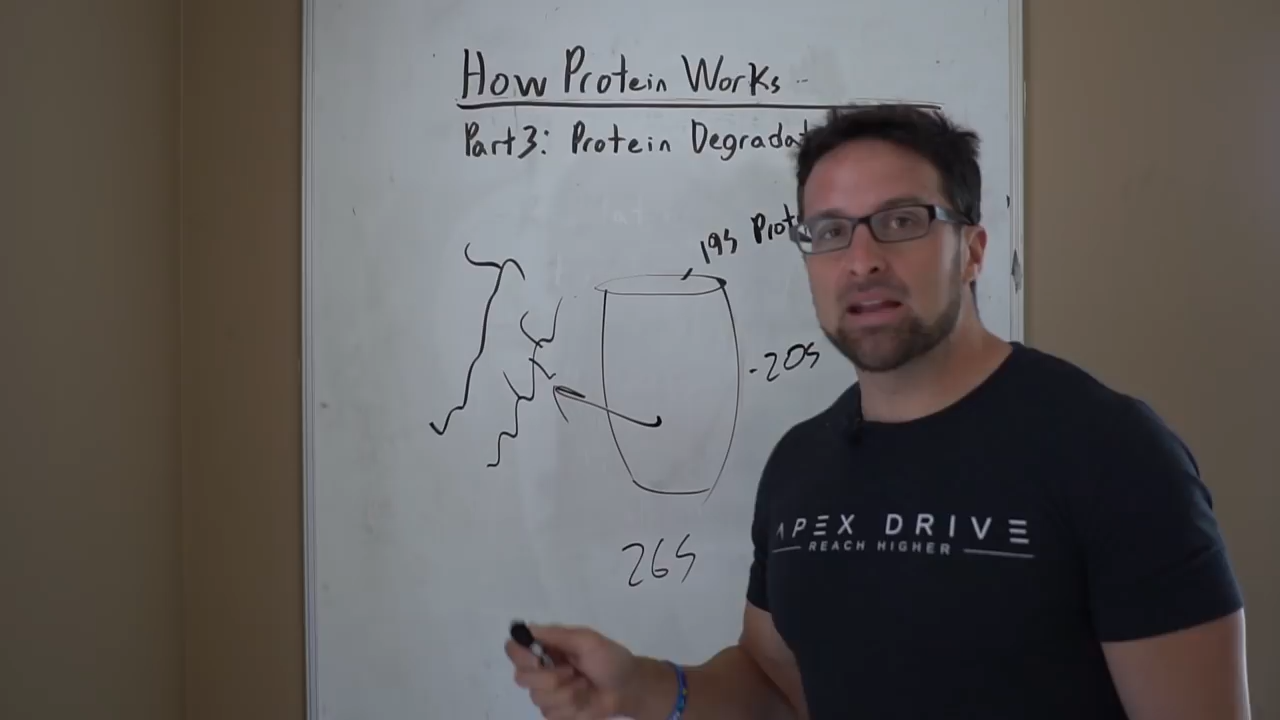 How Protein Works
Part 3: Protein Degradat
19S Prot
- 20S
26S
APEX DRIVE
REACH HIGHER